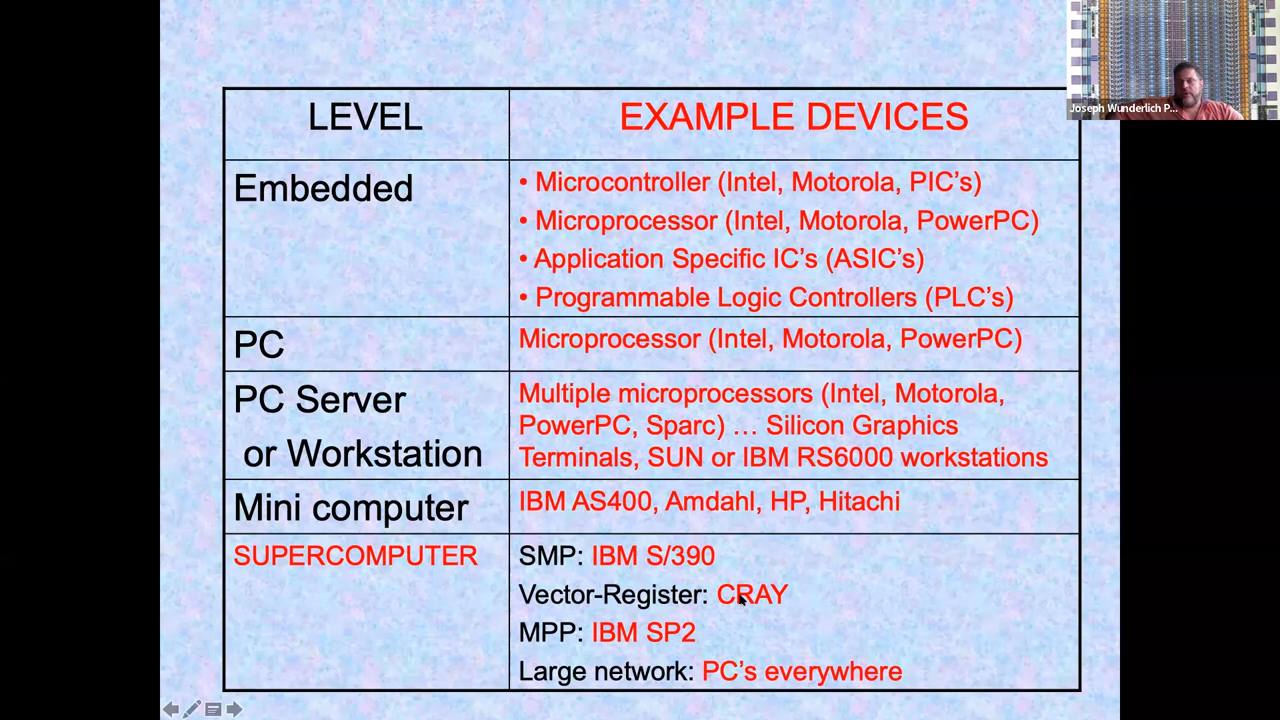 LEVEL
EXAMPLE DEVICES
Embedded
• Microcontroller (Intel, Motorola, PIC’s)
• Microprocessor (Intel, Motorola, PowerPC)
• Application Specific IC’s (ASIC’s)
• Programmable Logic Controllers (PLC’s)
PC
Microprocessor (Intel, Motorola, PowerPC)
PC Server
or Workstation
Multiple microprocessors (Intel, Motorola,
PowerPC, Sparc) … Silicon Graphics
Terminals, SUN or IBM RS6000 workstations
Mini computer
IBM AS400, Amdahl, HP, Hitachi
SUPERCOMPUTER
SMP: IBM S/390
Vector-Register: CRAY
MPP: IBM SP2
Large network: PC’s everywhere
Joseph Wunderlich P...